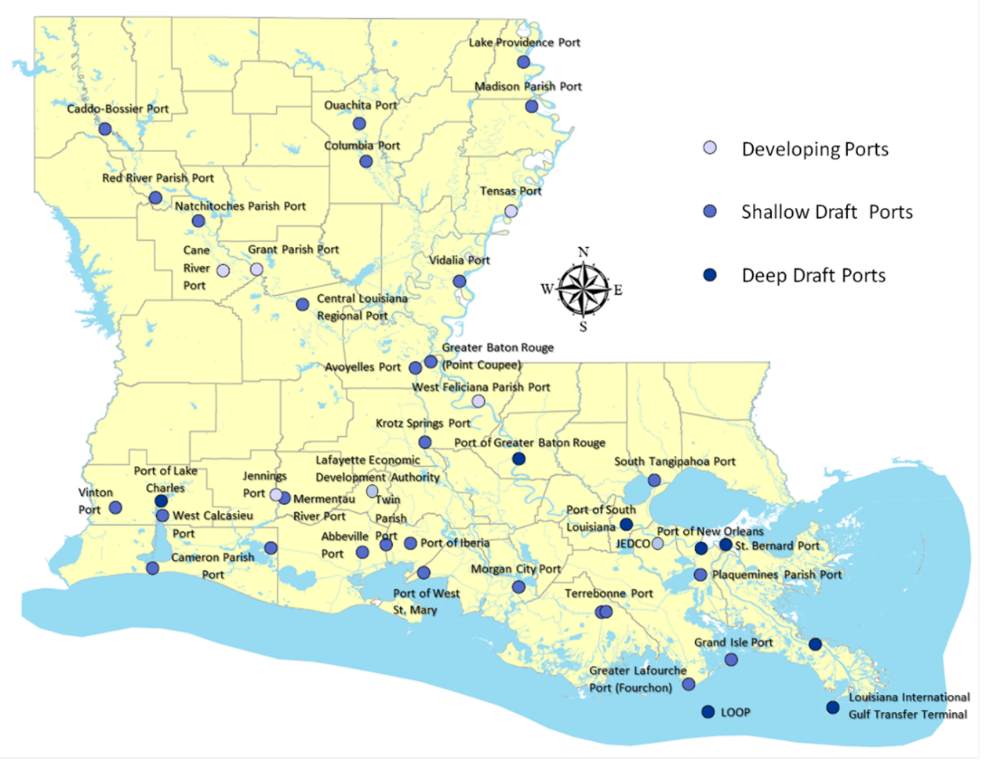 Lake Providence Port
Madison Parish Port
Caddo-Bossier Port
Ouachita Port
Columbia Port
Developing Ports
Red River Parish Port
Tensas Port
Natchitoches Parish Port
Shallow Draft Ports
Cane
River
Port
Grant Parish Port
Vidalia Port
N
W
E
S
Deep Draft Ports
Central Louisiana
Regional Port
Greater Baton Rouge
(Point Coupee)
Avoyelles Port
West Feliciana Parish Port
Krotz Springs Port
Port of Greater Baton Rouge
Lafayette Economic
Development Authority
South Tangipahoa Port
Port of Lake
Charles
Jennings
Port
Vinton
Port
Mermentau
River Port
Twin
Parish
Port
West Calcasieu
Port
Port of South
Louisiana
Port of New Orleans
JEDCO
St. Bernard Port
Abbeville
Port
Port of Iberia
Cameron Parish
Port
Morgan City Port
Plaquemines Parish Port
Port of West
St. Mary
Terrebonne Port
Grand Isle Port
Greater Lafourche
Port (Fourchon)
LOOP
Louisiana International
Gulf Transfer Terminal